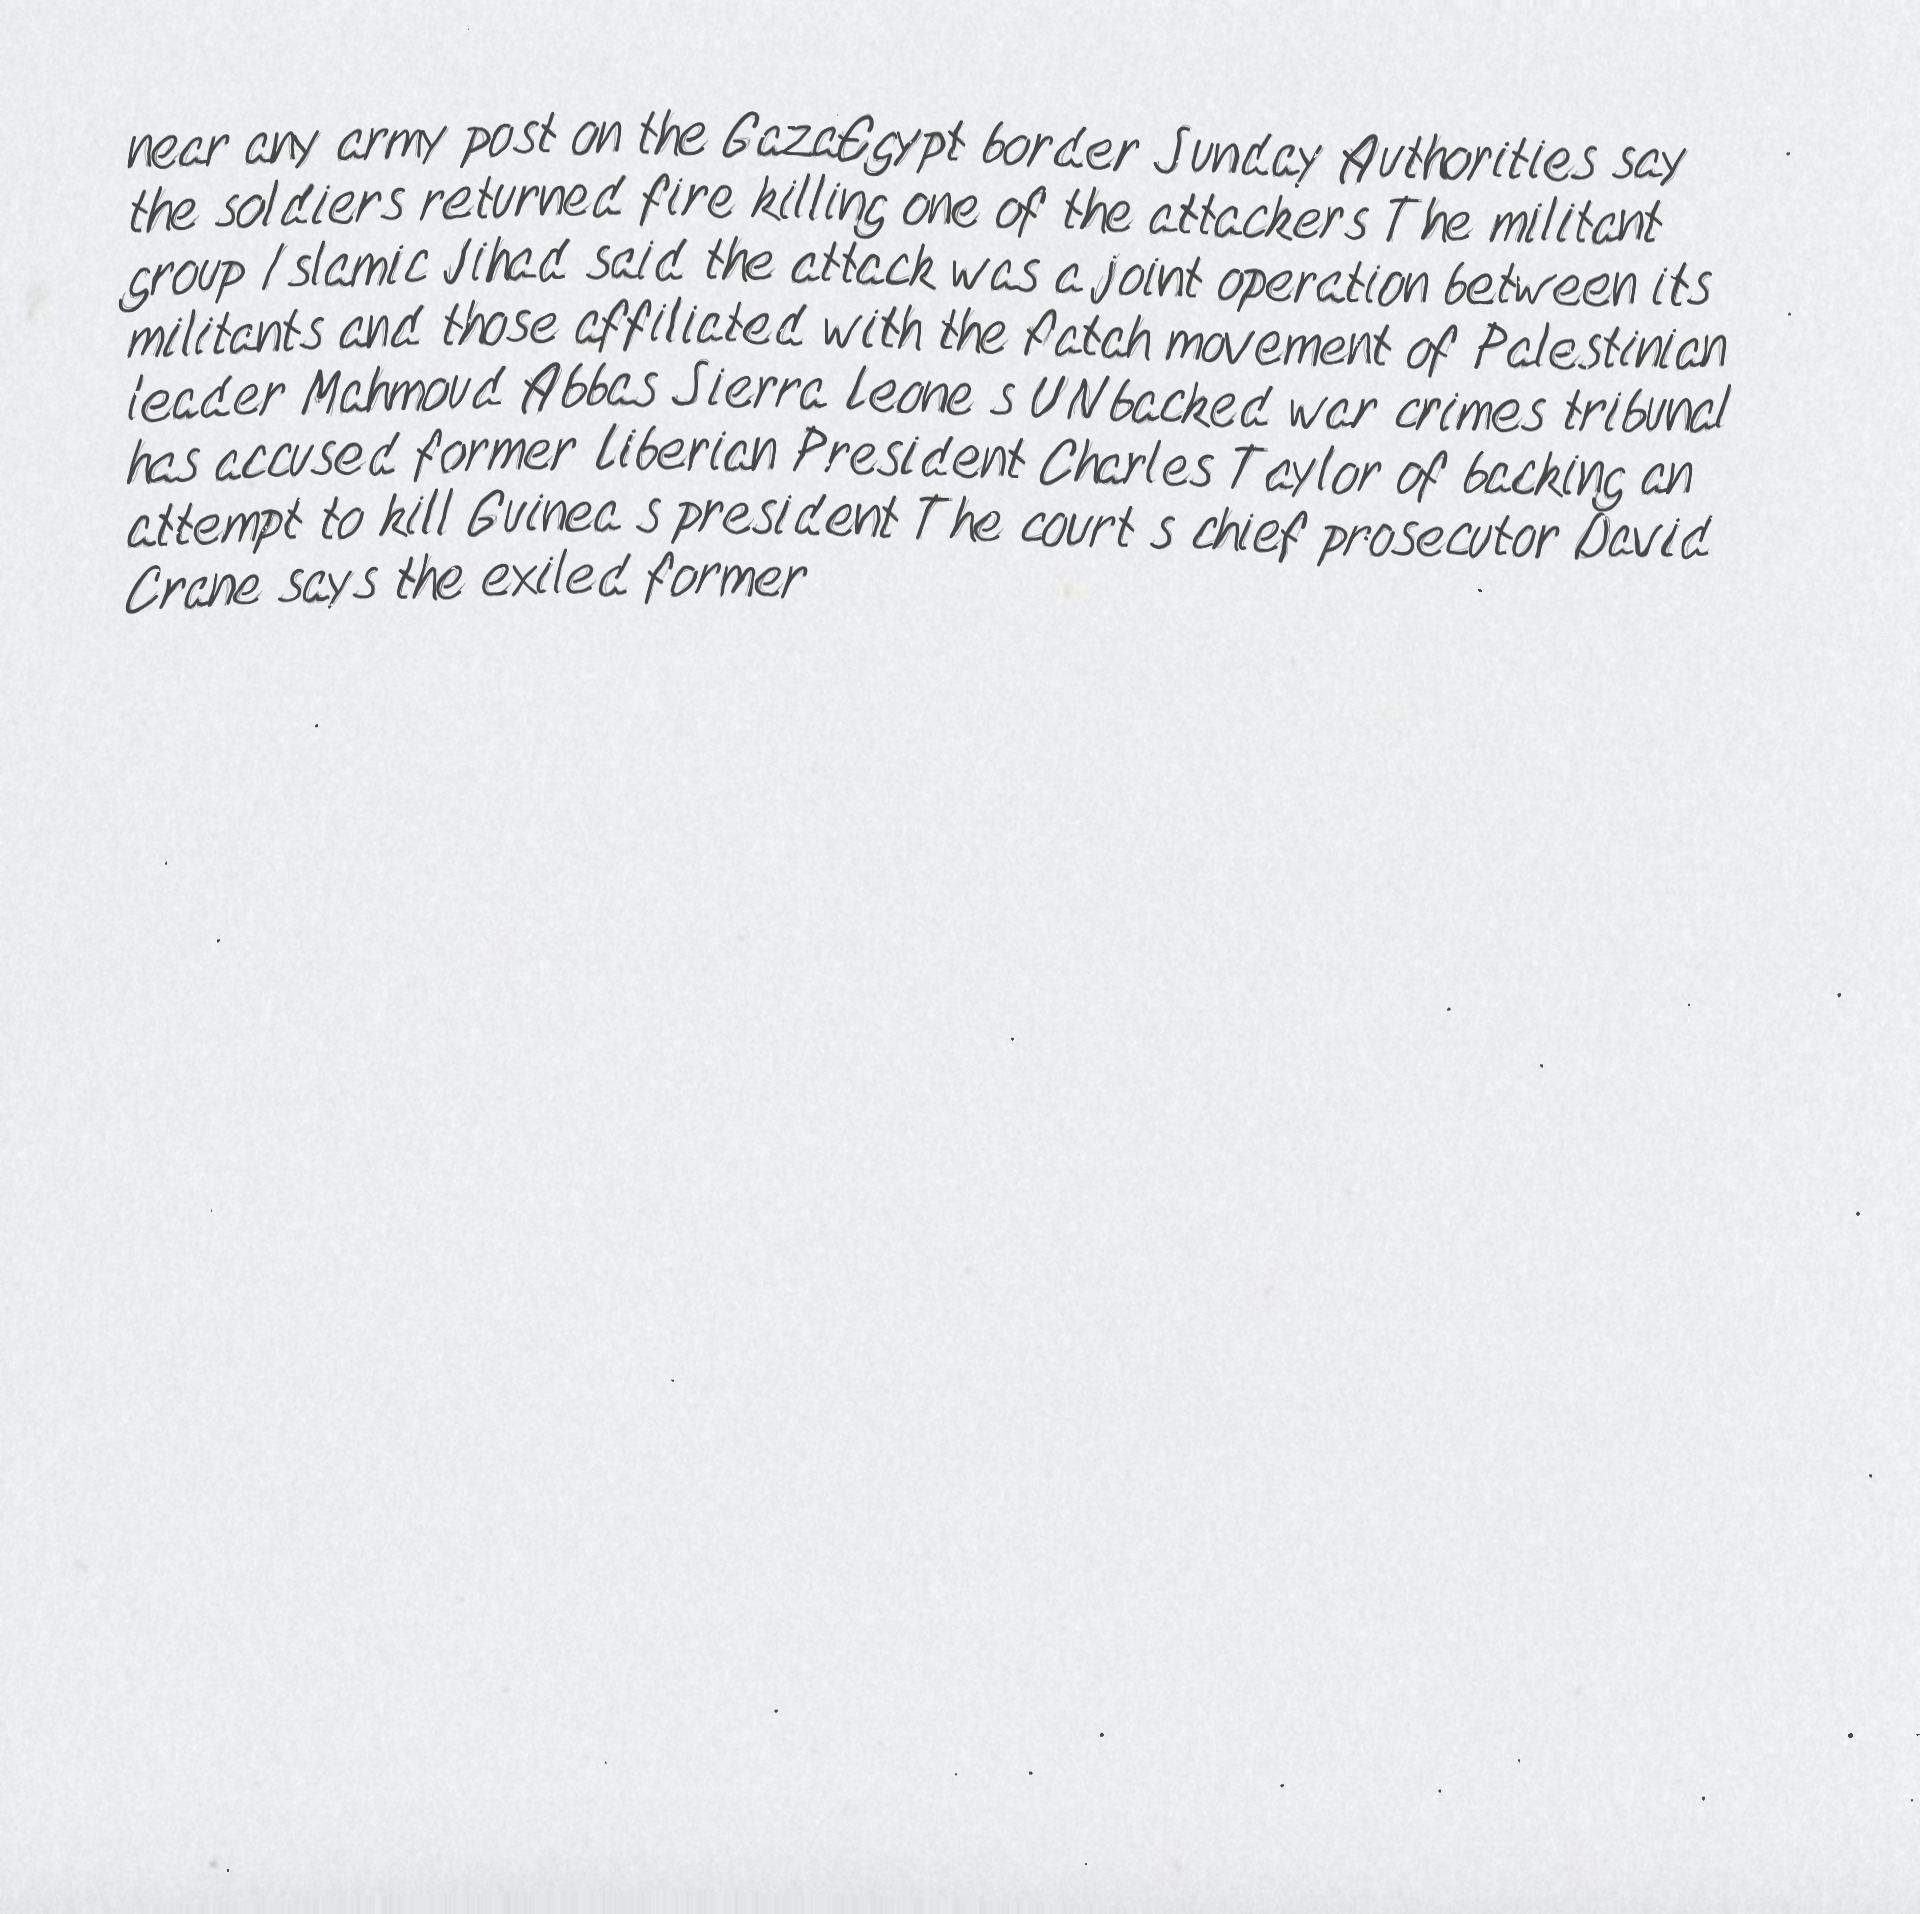 near any army post on the GazaEgypt border Sunday Authorities say
the soldiers returned fire killing one of the attackers The militant
group Islamic Jihad said the attack was a joint operation between its
militants and those affiliated with the Fatah movement of Palestinian
leader Mahmoud Abbas Sierra Leone s UNbacked war crimes tribunal
has accused former Liberian President Charles Taylor of backing an
attempt to kill Guinea s president The court s chief prosecutor David
Crane says the exiled former